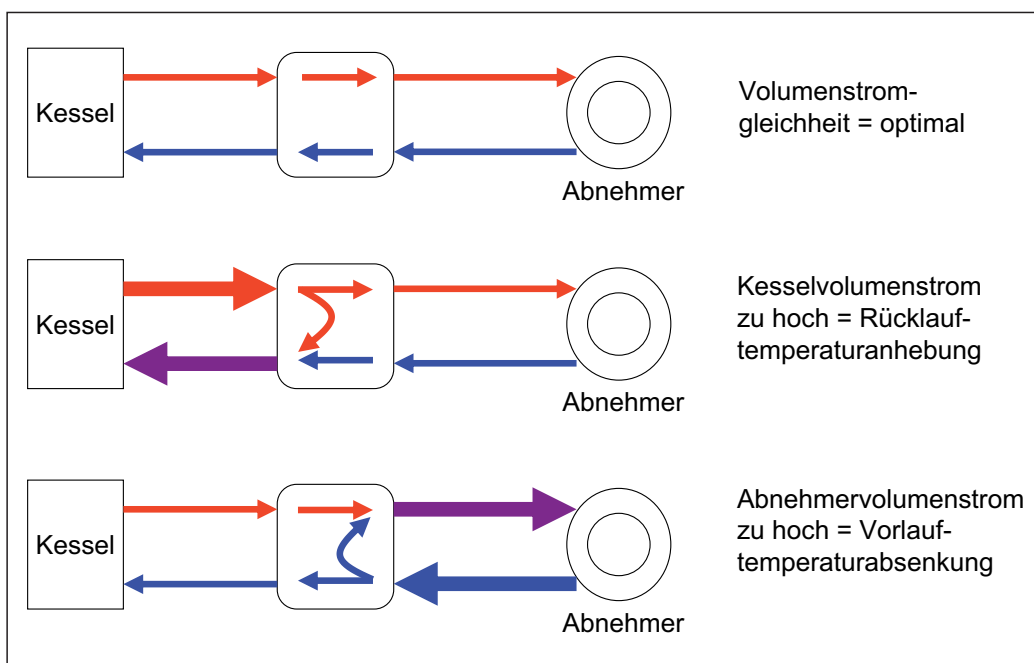 Kessel
Volumenstrom-
gleichheit = optimal
Abnehmer
Kessel
Kesselvolumenstrom
zu hoch = Rücklauf-
temperaturanhebung
Abnehmer
Kessel
Abnehmervolumenstrom
zu hoch = Vorlauf-
temperaturabsenkung
Abnehmer